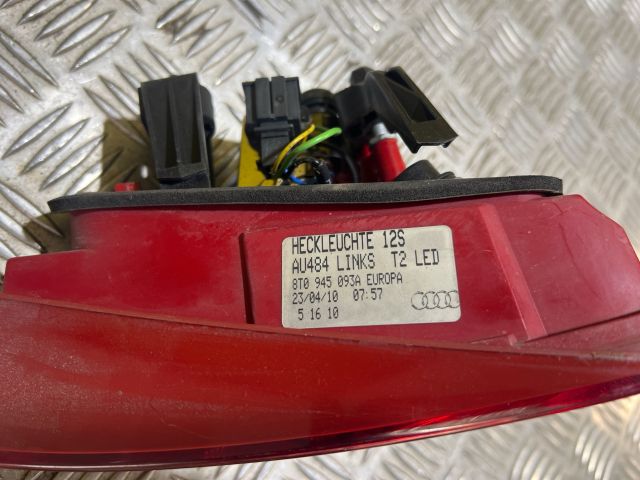 HECKLEUCHTE 12S
AU484 LINKS T2 LED
8T0 945 093A EUROPA
23/04/10 07:57
5 16 10